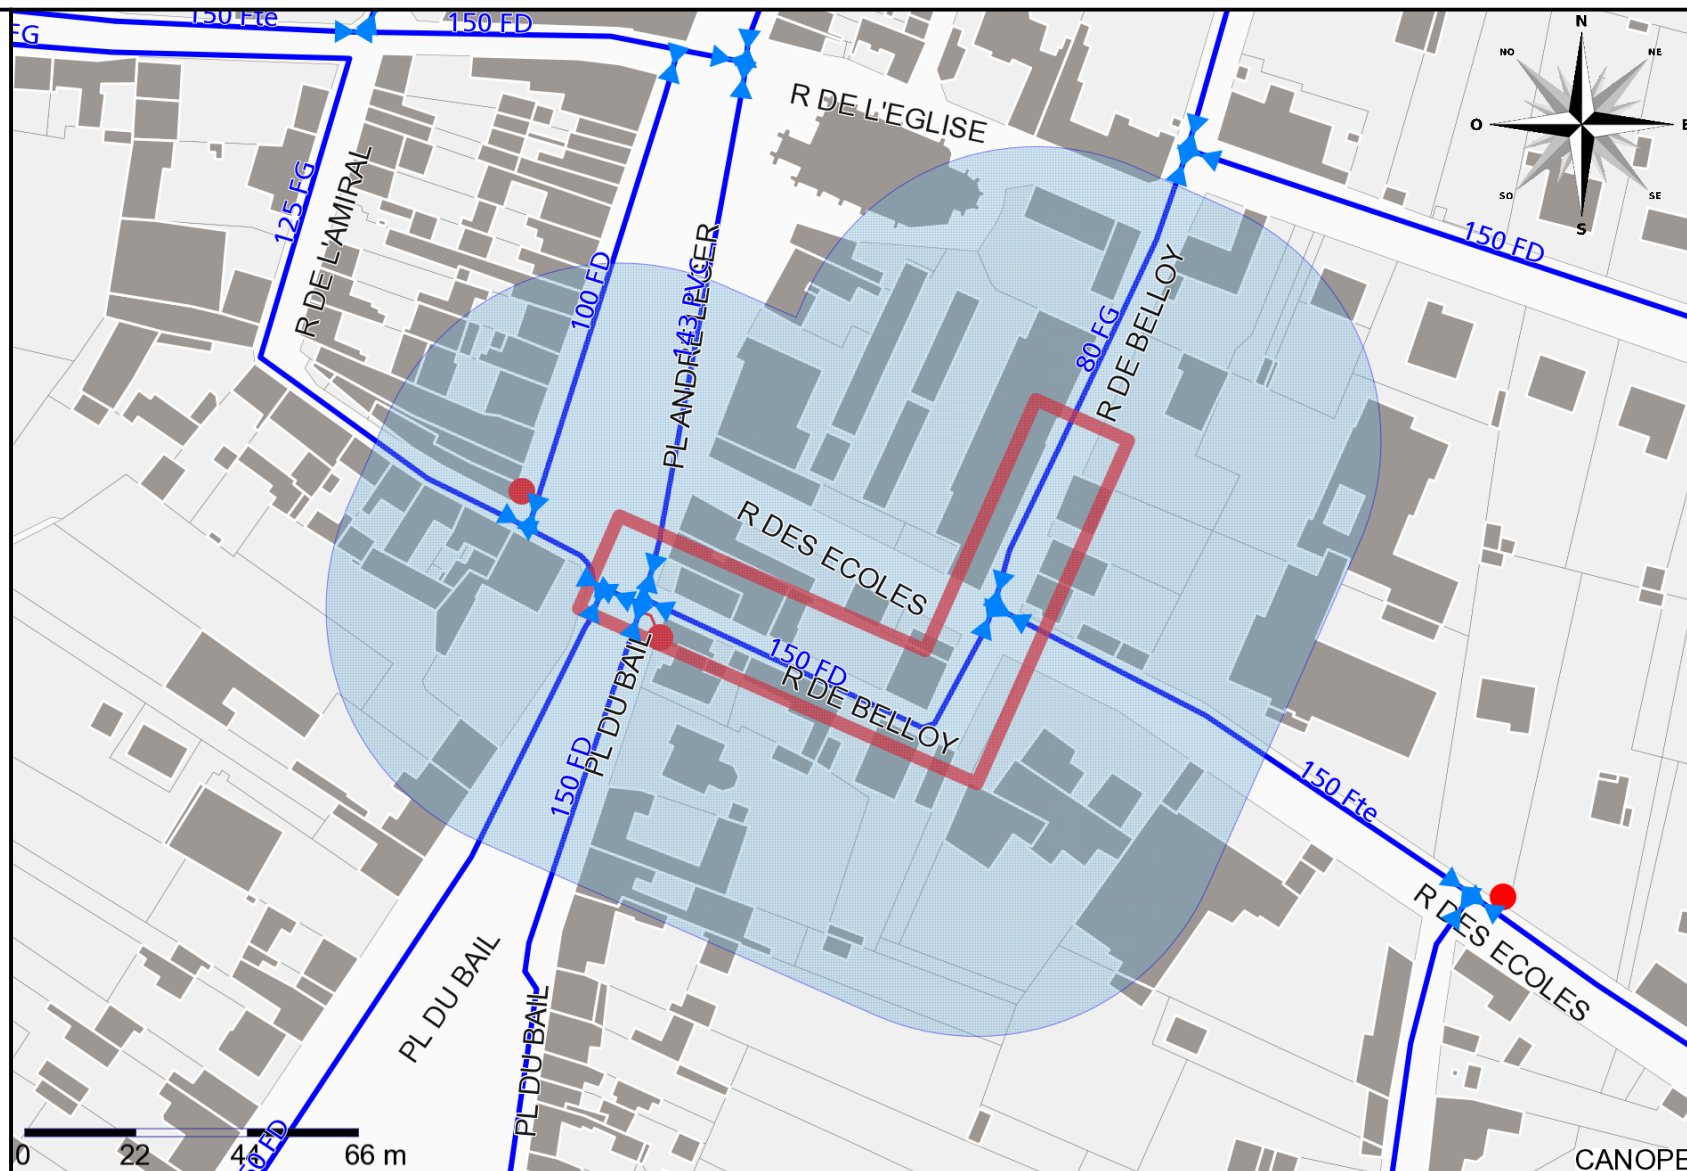 150 Fte
150 FD
FG
N
NO
NE
O
E
SO
SE
S
R DE L'EGLISE
125 FG
R DE L'AMIRAL
100 FD
143 PVC
PL ANDRE LEGER
80 FG
R DE BELLOY
150 FD
R DES ECOLES
150 FD
R DE BELLOY
PL DU BAIL
150 FD
150 Fte
R DES ECOLES
PL DU BAIL
PL DU BAIL
0 22 44 66 m
50 FD
CANOPE